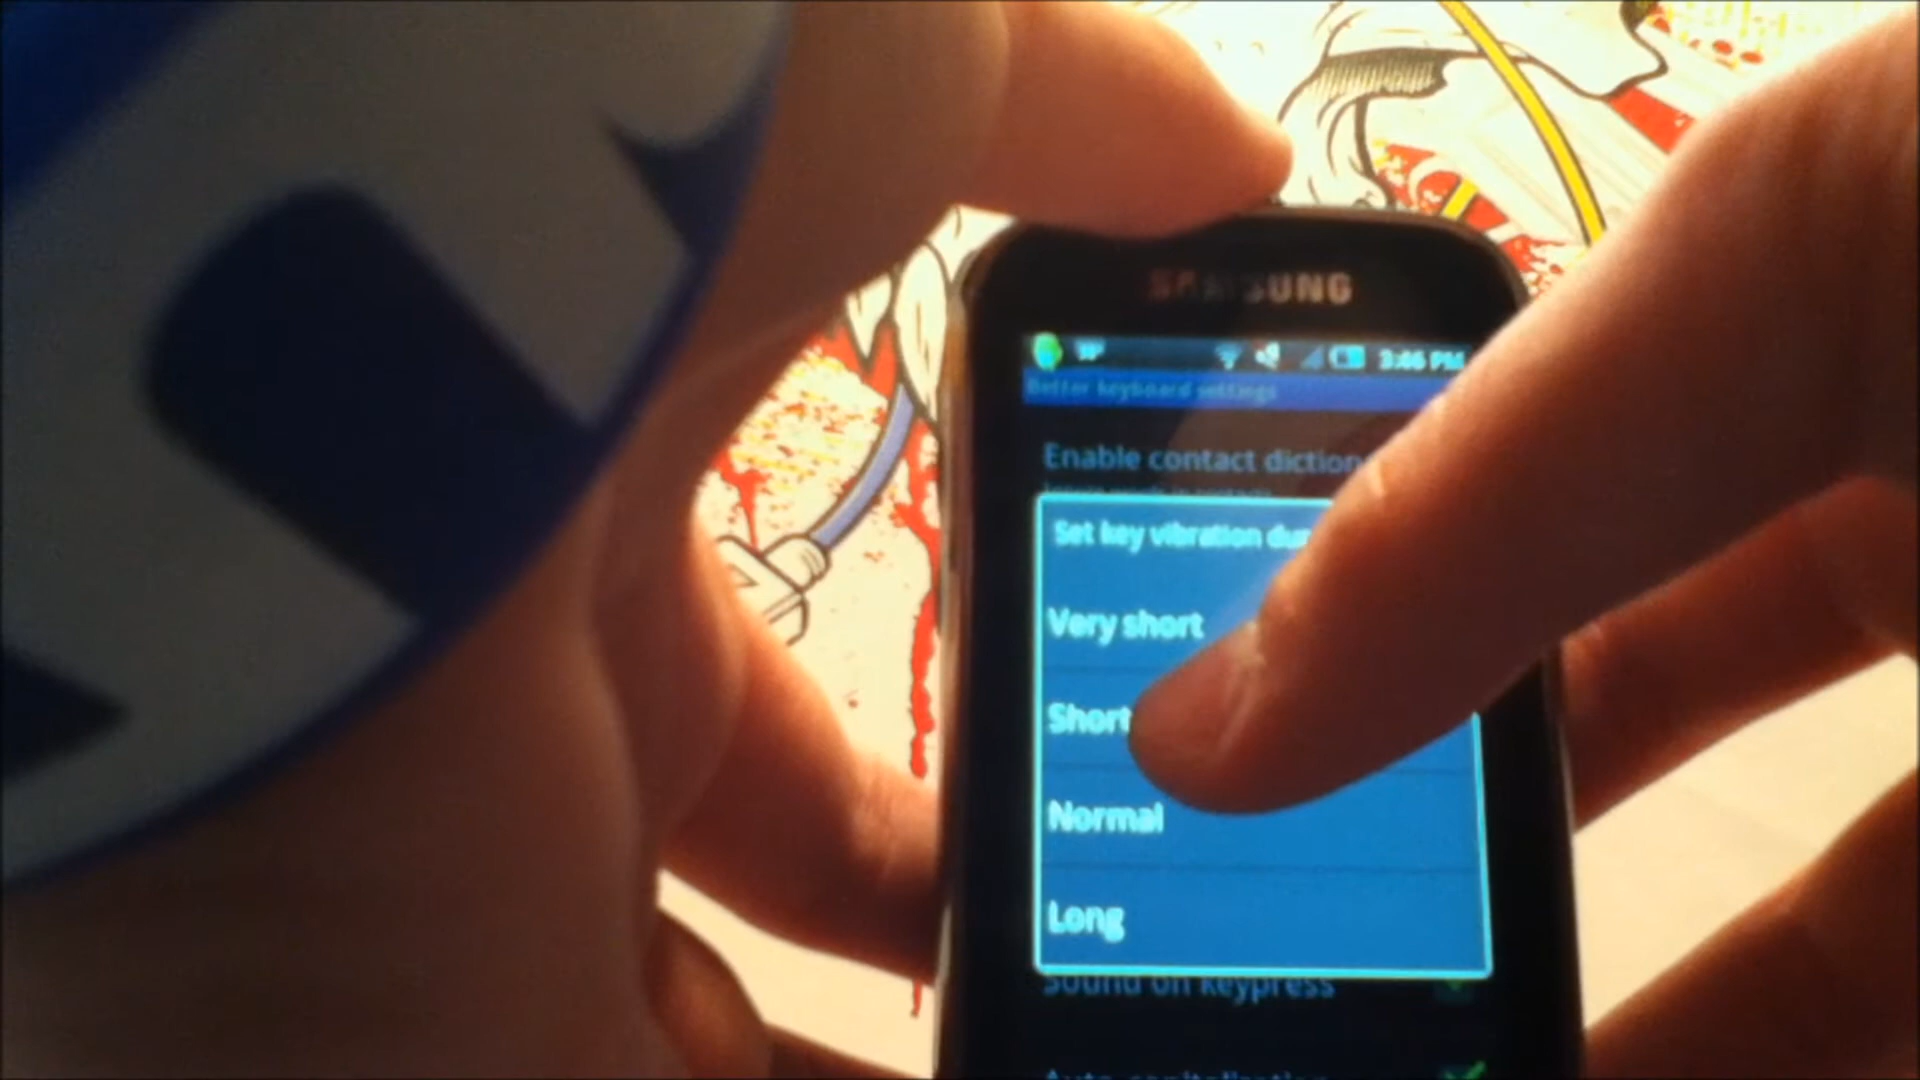 SAMSUNG
3:46 PM
Better keyboard settings
Enable contact diction
Set key vibration du
Very short
Short
Normal
Long
Sound on keypress